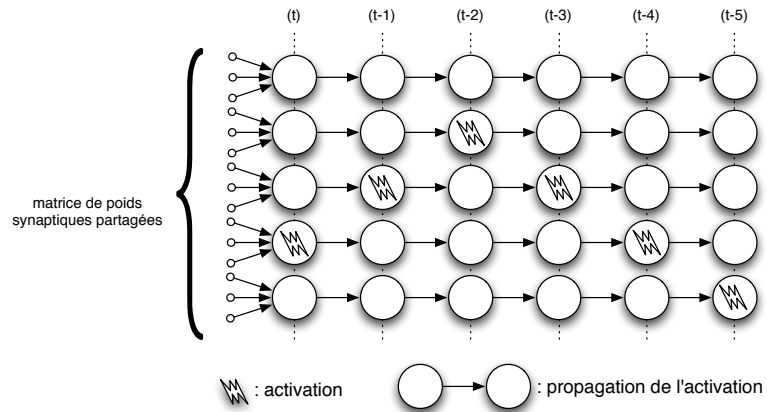 (t) (t-1) (t-2) (t-3) (t-4) (t-5)
matrice de poids
synaptiques partagées
: activation
: propagation de l'activation